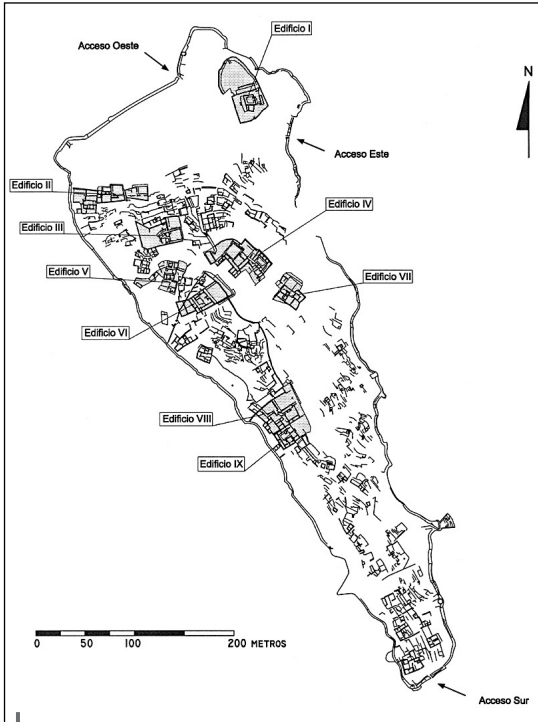 Edificio I
Acceso Oeste
N
Acceso Este
Edificio II
Edificio IV
Edificio III
Edificio V
Edificio VII
Edificio VI
Edificio VIII
Edificio IX
0 50 100 200 METROS
Acceso Sur